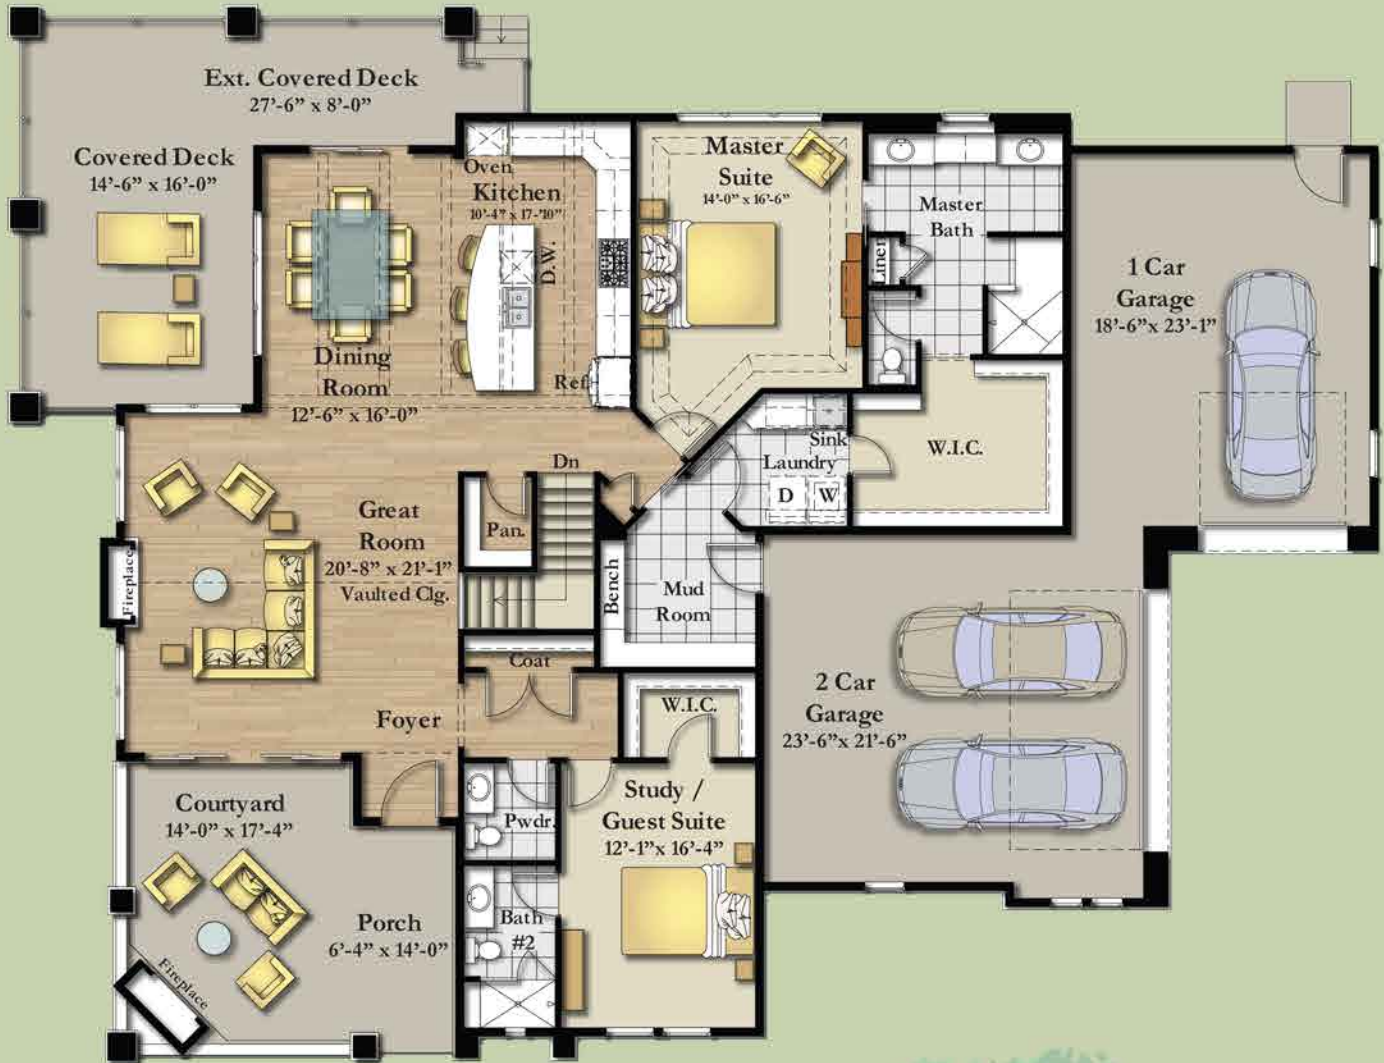 Ext. Covered Deck
27'-6" x 8'-0"
Covered Deck
14'-6" x 16'-0"
Oven
Kitchen
10'-4" x 17-'10"
D.W.
Ref.
Dining
Room
12'-6" x 16'-0"
Master
Suite
14'-0" x 16'-6"
Master
Bath
Linen
1 Car
Garage
18'-6"x 23'-1"
W.I.C.
Sink
Laundry
D
W
Dn
Pan.
Great
Room
20'-8" x 21'-1"
Vaulted Clg.
Fireplace
Bench
Mud
Room
Coat
Foyer
W.I.C.
2 Car
Garage
23'-6"x 21'-6"
Courtyard
14'-0" x 17'-4"
Porch
6'-4" x 14'-0"
Fireplace
Pwdr.
Bath
#2
Study /
Guest Suite
12'-1"x 16'-4"